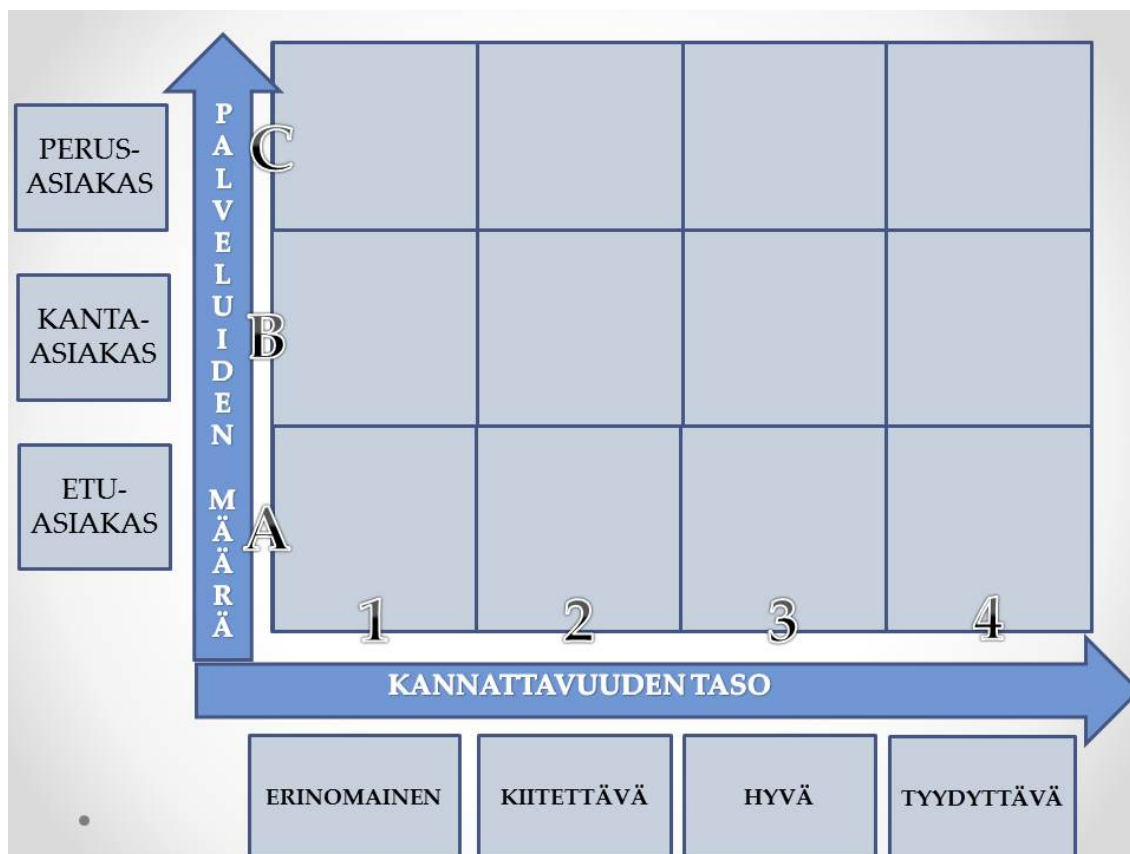 PERUS-
ASIAKAS
KANTA-
ASIAKAS
ETU-
ASIAKAS
PALVELUIDEN MÄÄRÄ
C
B
A
1 2 3 4
KANNATTAVUUDEN TASO
ERINOMAINEN KIITETTÄVÄ HYVÄ TYYDYTTÄVÄ